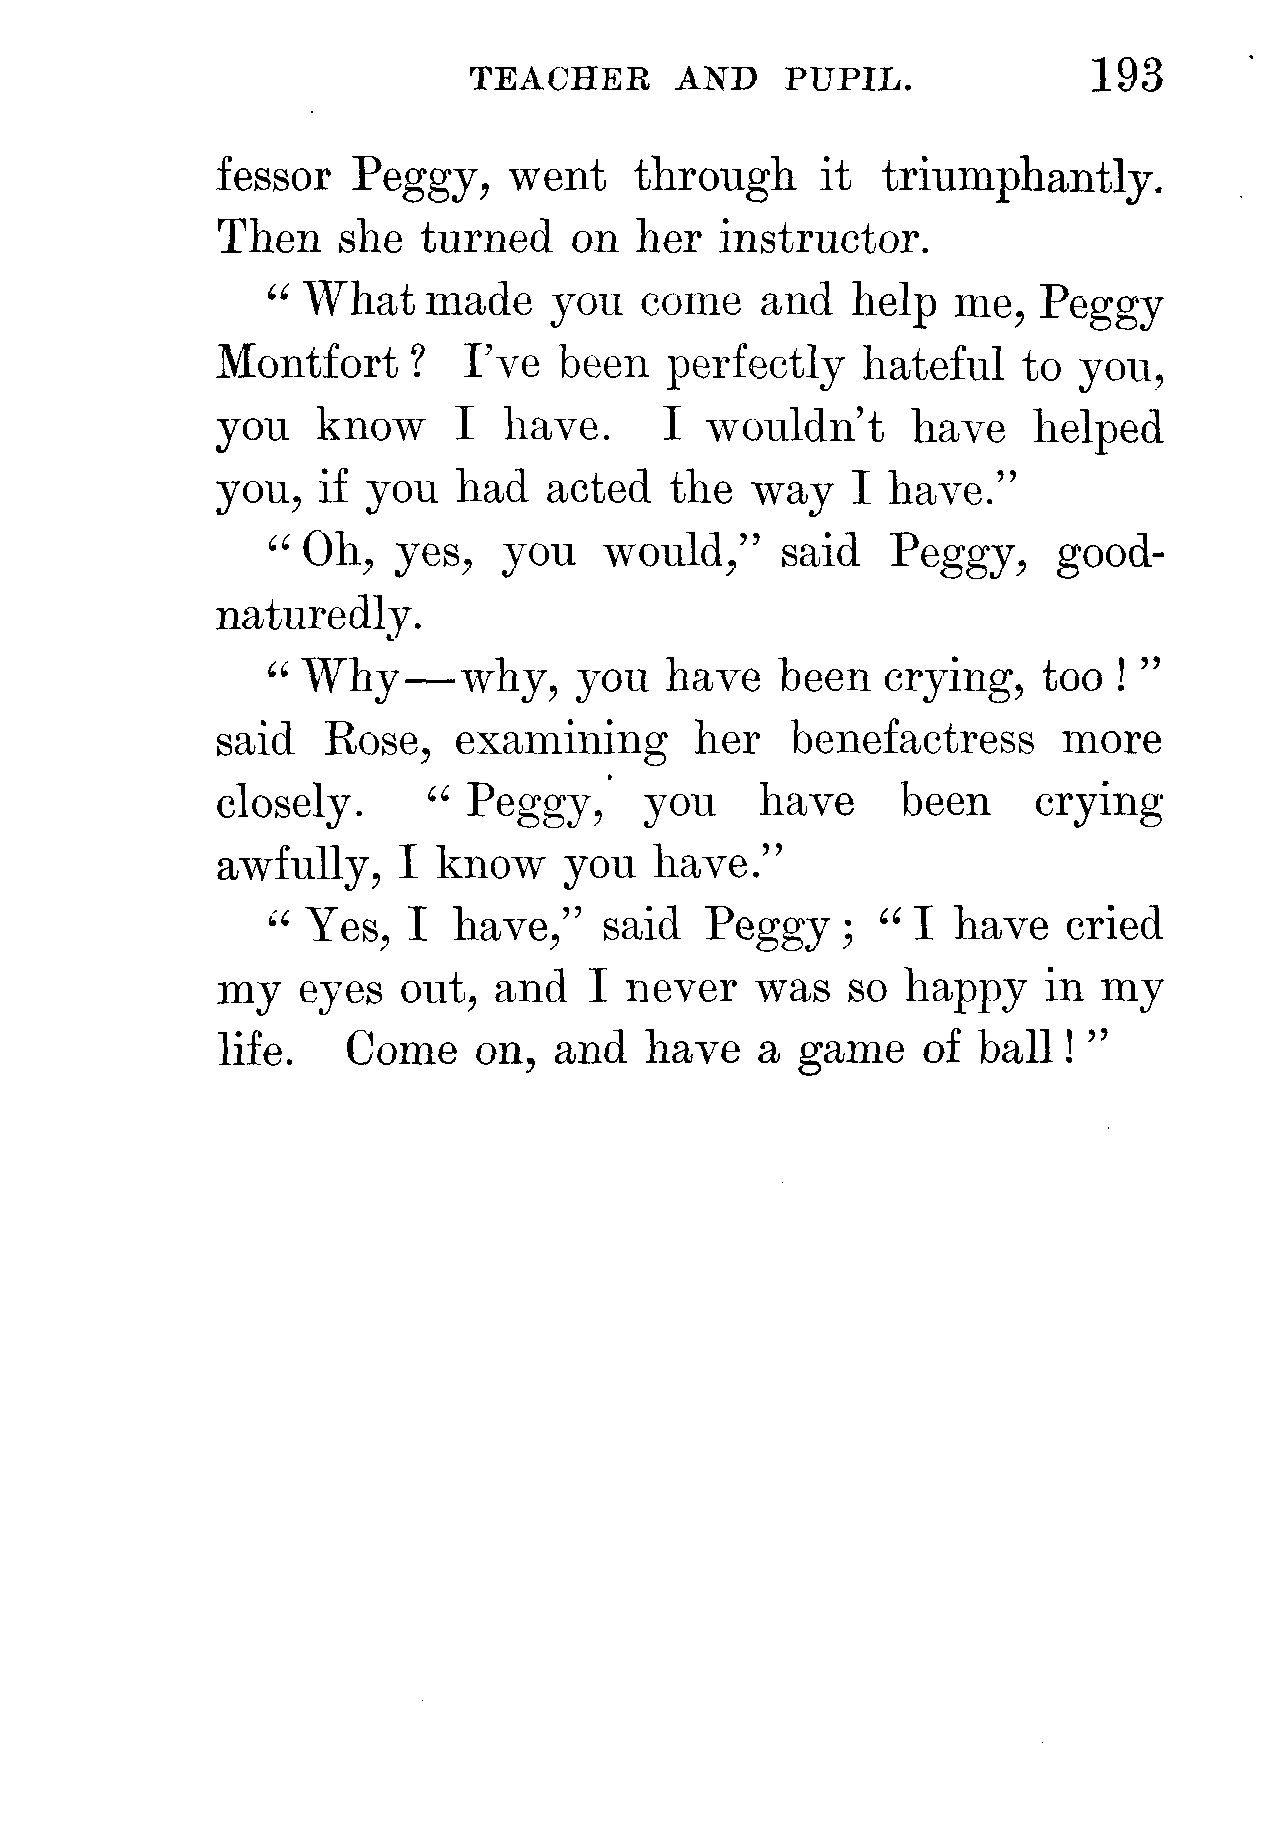 TEACHER AND PUPIL. 193
fessor Peggy, went through it triumphantly.
Then she turned on her instructor.
“ What made you come and help me, Peggy
Montfort ? I’ve been perfectly hateful to you,
you know I have. I wouldn’t have helped
you, if you had acted the way I have.”
“ Oh, yes, you would,” said Peggy, good-
naturedly.
“ Why—why, you have been crying, too ! ”
said Rose, examining her benefactress more
closely. “ Peggy, you have been crying
awfully, I know you have.”
“ Yes, I have,” said Peggy ; “ I have cried
my eyes out, and I never was so happy in my
life. Come on, and have a game of ball ! ”